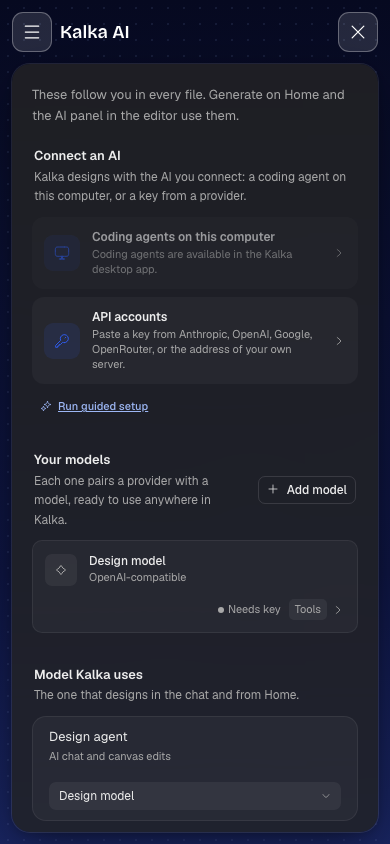 Kalka AI
These follow you in every file. Generate on Home and
the AI panel in the editor use them.
Connect an AI
Kalka designs with the AI you connect: a coding agent on
this computer, or a key from a provider.
Coding agents on this computer
Coding agents are available in the Kalka
desktop app.
API accounts
Paste a key from Anthropic, OpenAI, Google,
OpenRouter, or the address of your own
server.
Run guided setup
Your models
Each one pairs a provider with a
model, ready to use anywhere in
Kalka.
Add model
Design model
OpenAI-compatible
Needs key
Tools
Model Kalka uses
The one that designs in the chat and from Home.
Design agent
AI chat and canvas edits
Design model